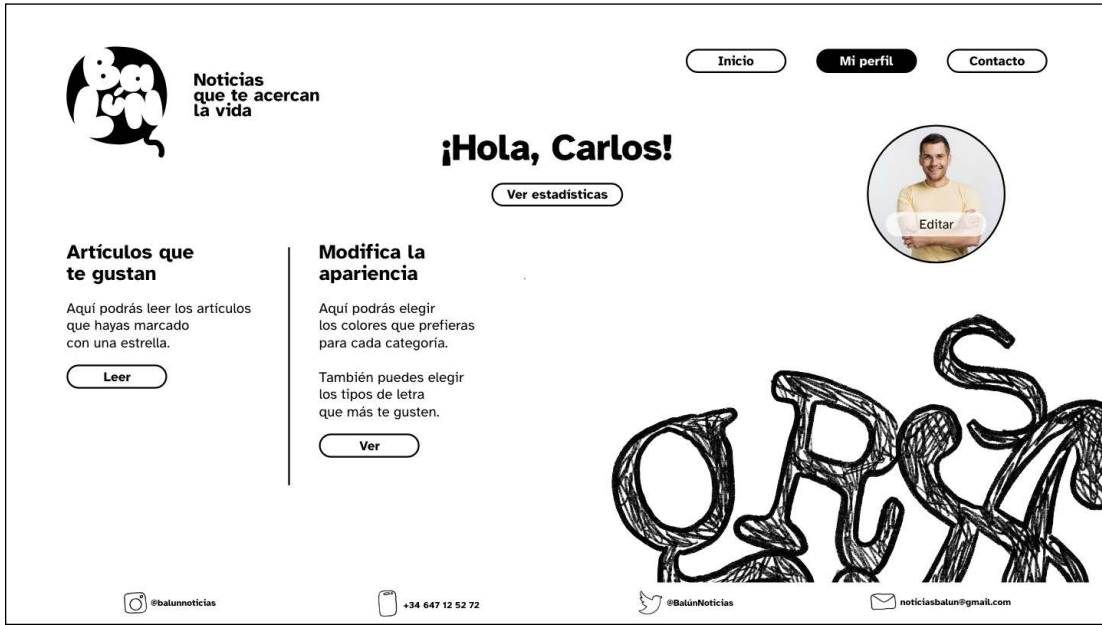 BaLúN
Noticias
que te acercan
la vida
Inicio
Mi perfil
Contacto
¡Hola, Carlos!
Ver estadísticas
Editar
Artículos que
te gustan
Aquí podrás leer los artículos
que hayas marcado
con una estrella.
Leer
Modifica la
apariencia
Aquí podrás elegir
los colores que prefieras
para cada categoría.
También puedes elegir
los tipos de letra
que más te gusten.
Ver
@balunnoticias
+34 647 12 52 72
@BalúnNoticias
noticiasbalun@gmail.com